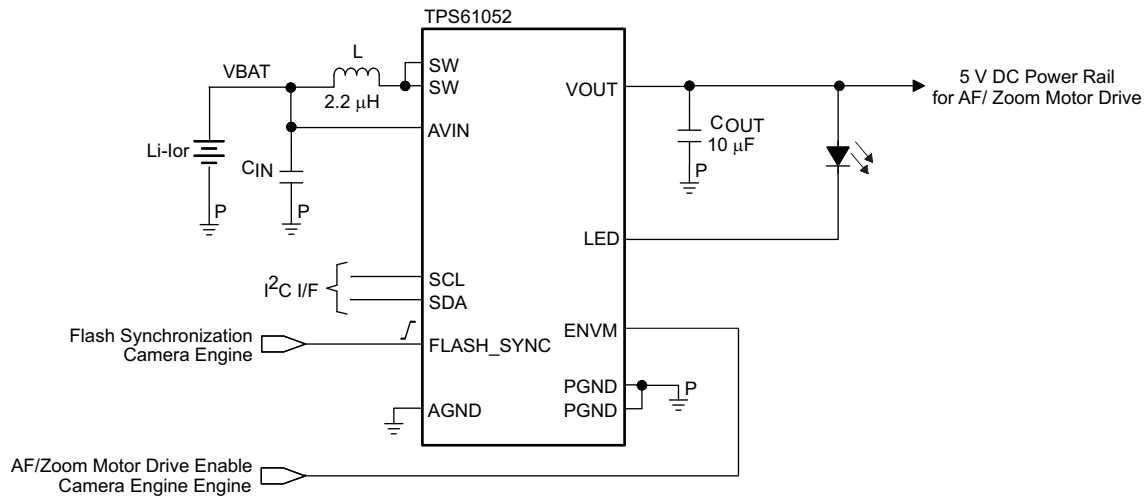 TPS61052
L
VBAT
2.2 μH
SW
SW
AVIN
VOUT
5 V DC Power Rail
for AF/ Zoom Motor Drive
COUT
10 μF
P
Li-Ior
CIN
P
P
LED
I2C I/F
SCL
SDA
ENVM
Flash Synchronization
Camera Engine
FLASH_SYNC
PGND
P
PGND
AGND
AF/Zoom Motor Drive Enable
Camera Engine Engine